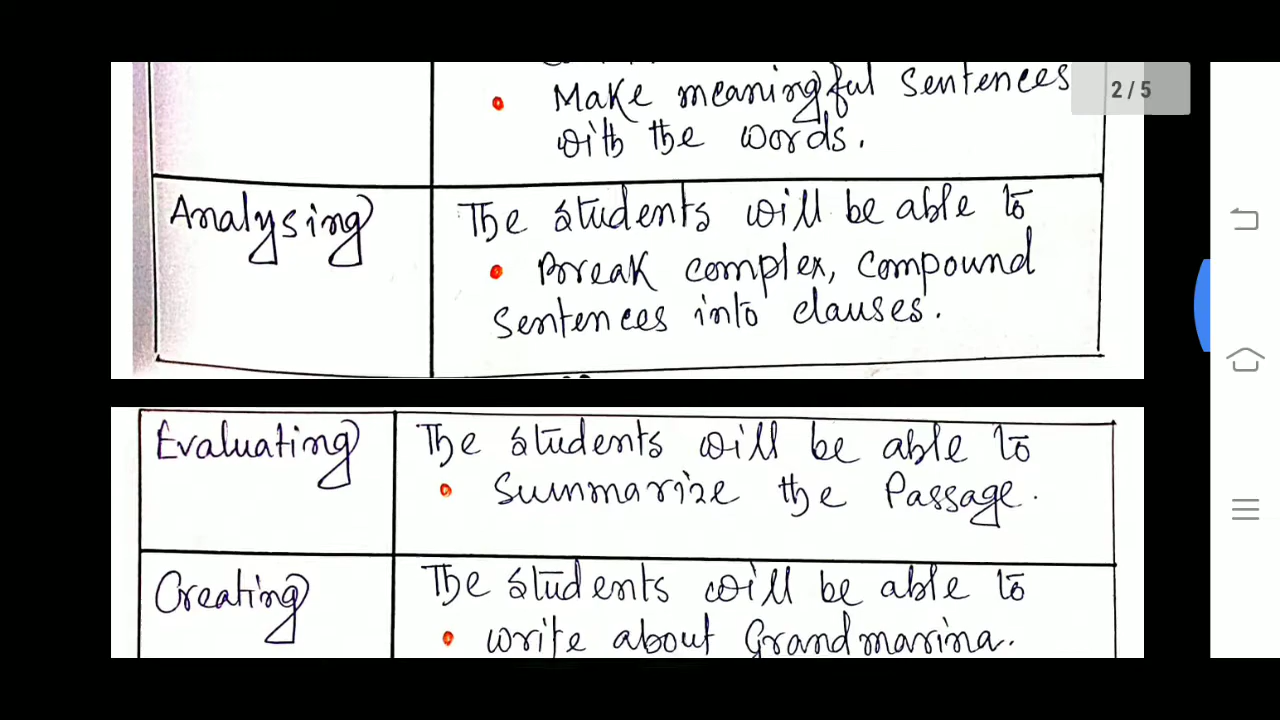 Make meaningful sentences
with the words.
2/5
Analysing
The students will be able to
Break complex, compound
sentences into clauses.
Evaluating
The students will be able to
Summarize the Passage.
Creating
The students will be able to
write about Grandmarina.